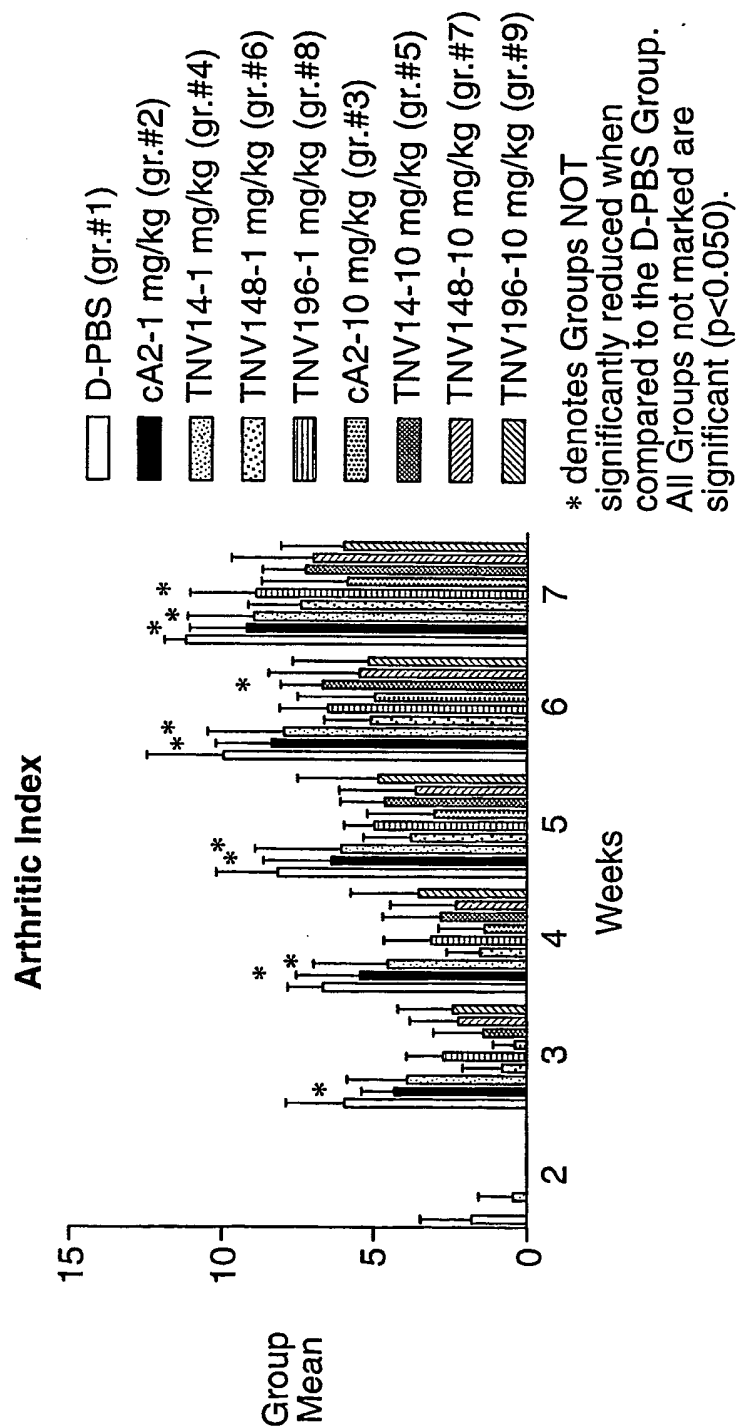 Arthritic Index
Group
Mean
15
10
5
0
* * * * * * * * * * * *
2 3 4 5 6 7
Weeks
D-PBS (gr.#1)
cA2-1 mg/kg (gr.#2)
TNV14-1 mg/kg (gr.#4)
TNV148-1 mg/kg (gr.#6)
TNV196-1 mg/kg (gr.#8)
cA2-10 mg/kg (gr.#3)
TNV14-10 mg/kg (gr.#5)
TNV148-10 mg/kg (gr.#7)
TNV196-10 mg/kg (gr.#9)
* denotes Groups NOT
significantly reduced when
compared to the D-PBS Group.
All Groups not marked are
significant (p<0.050).